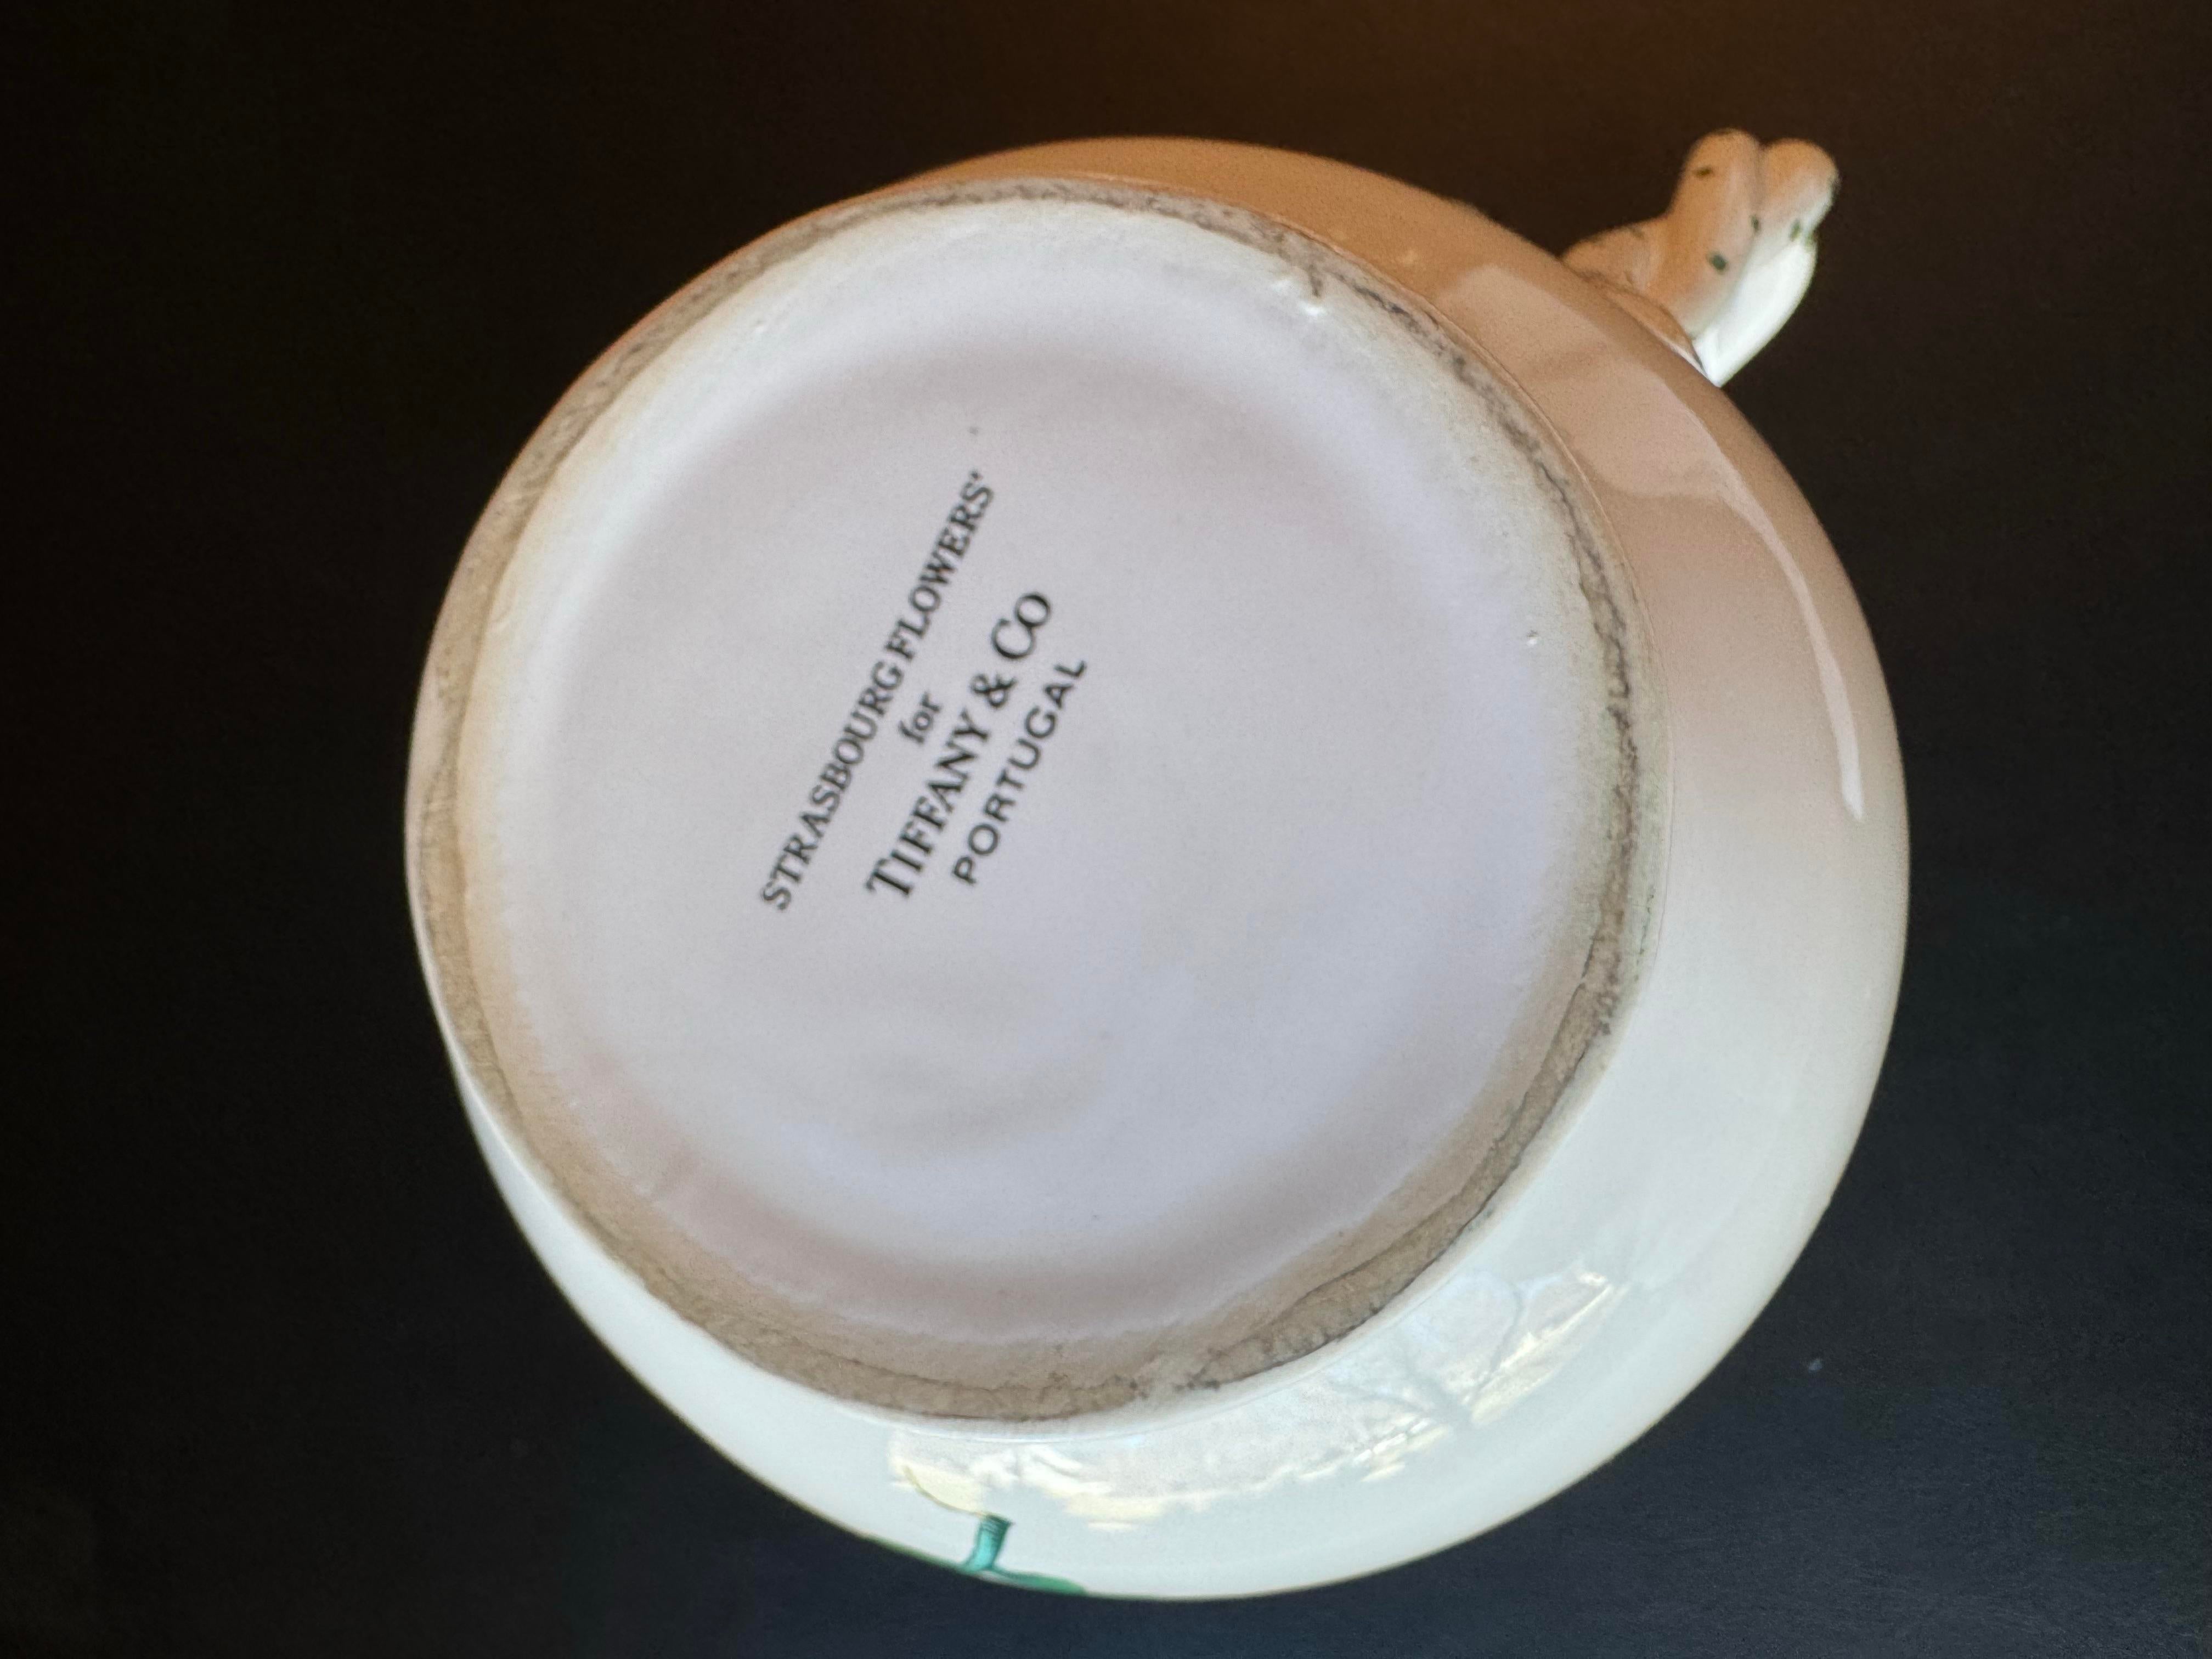 STRASBOURG FLOWERS'
for
TIFFANY & CO
PORTUGAL